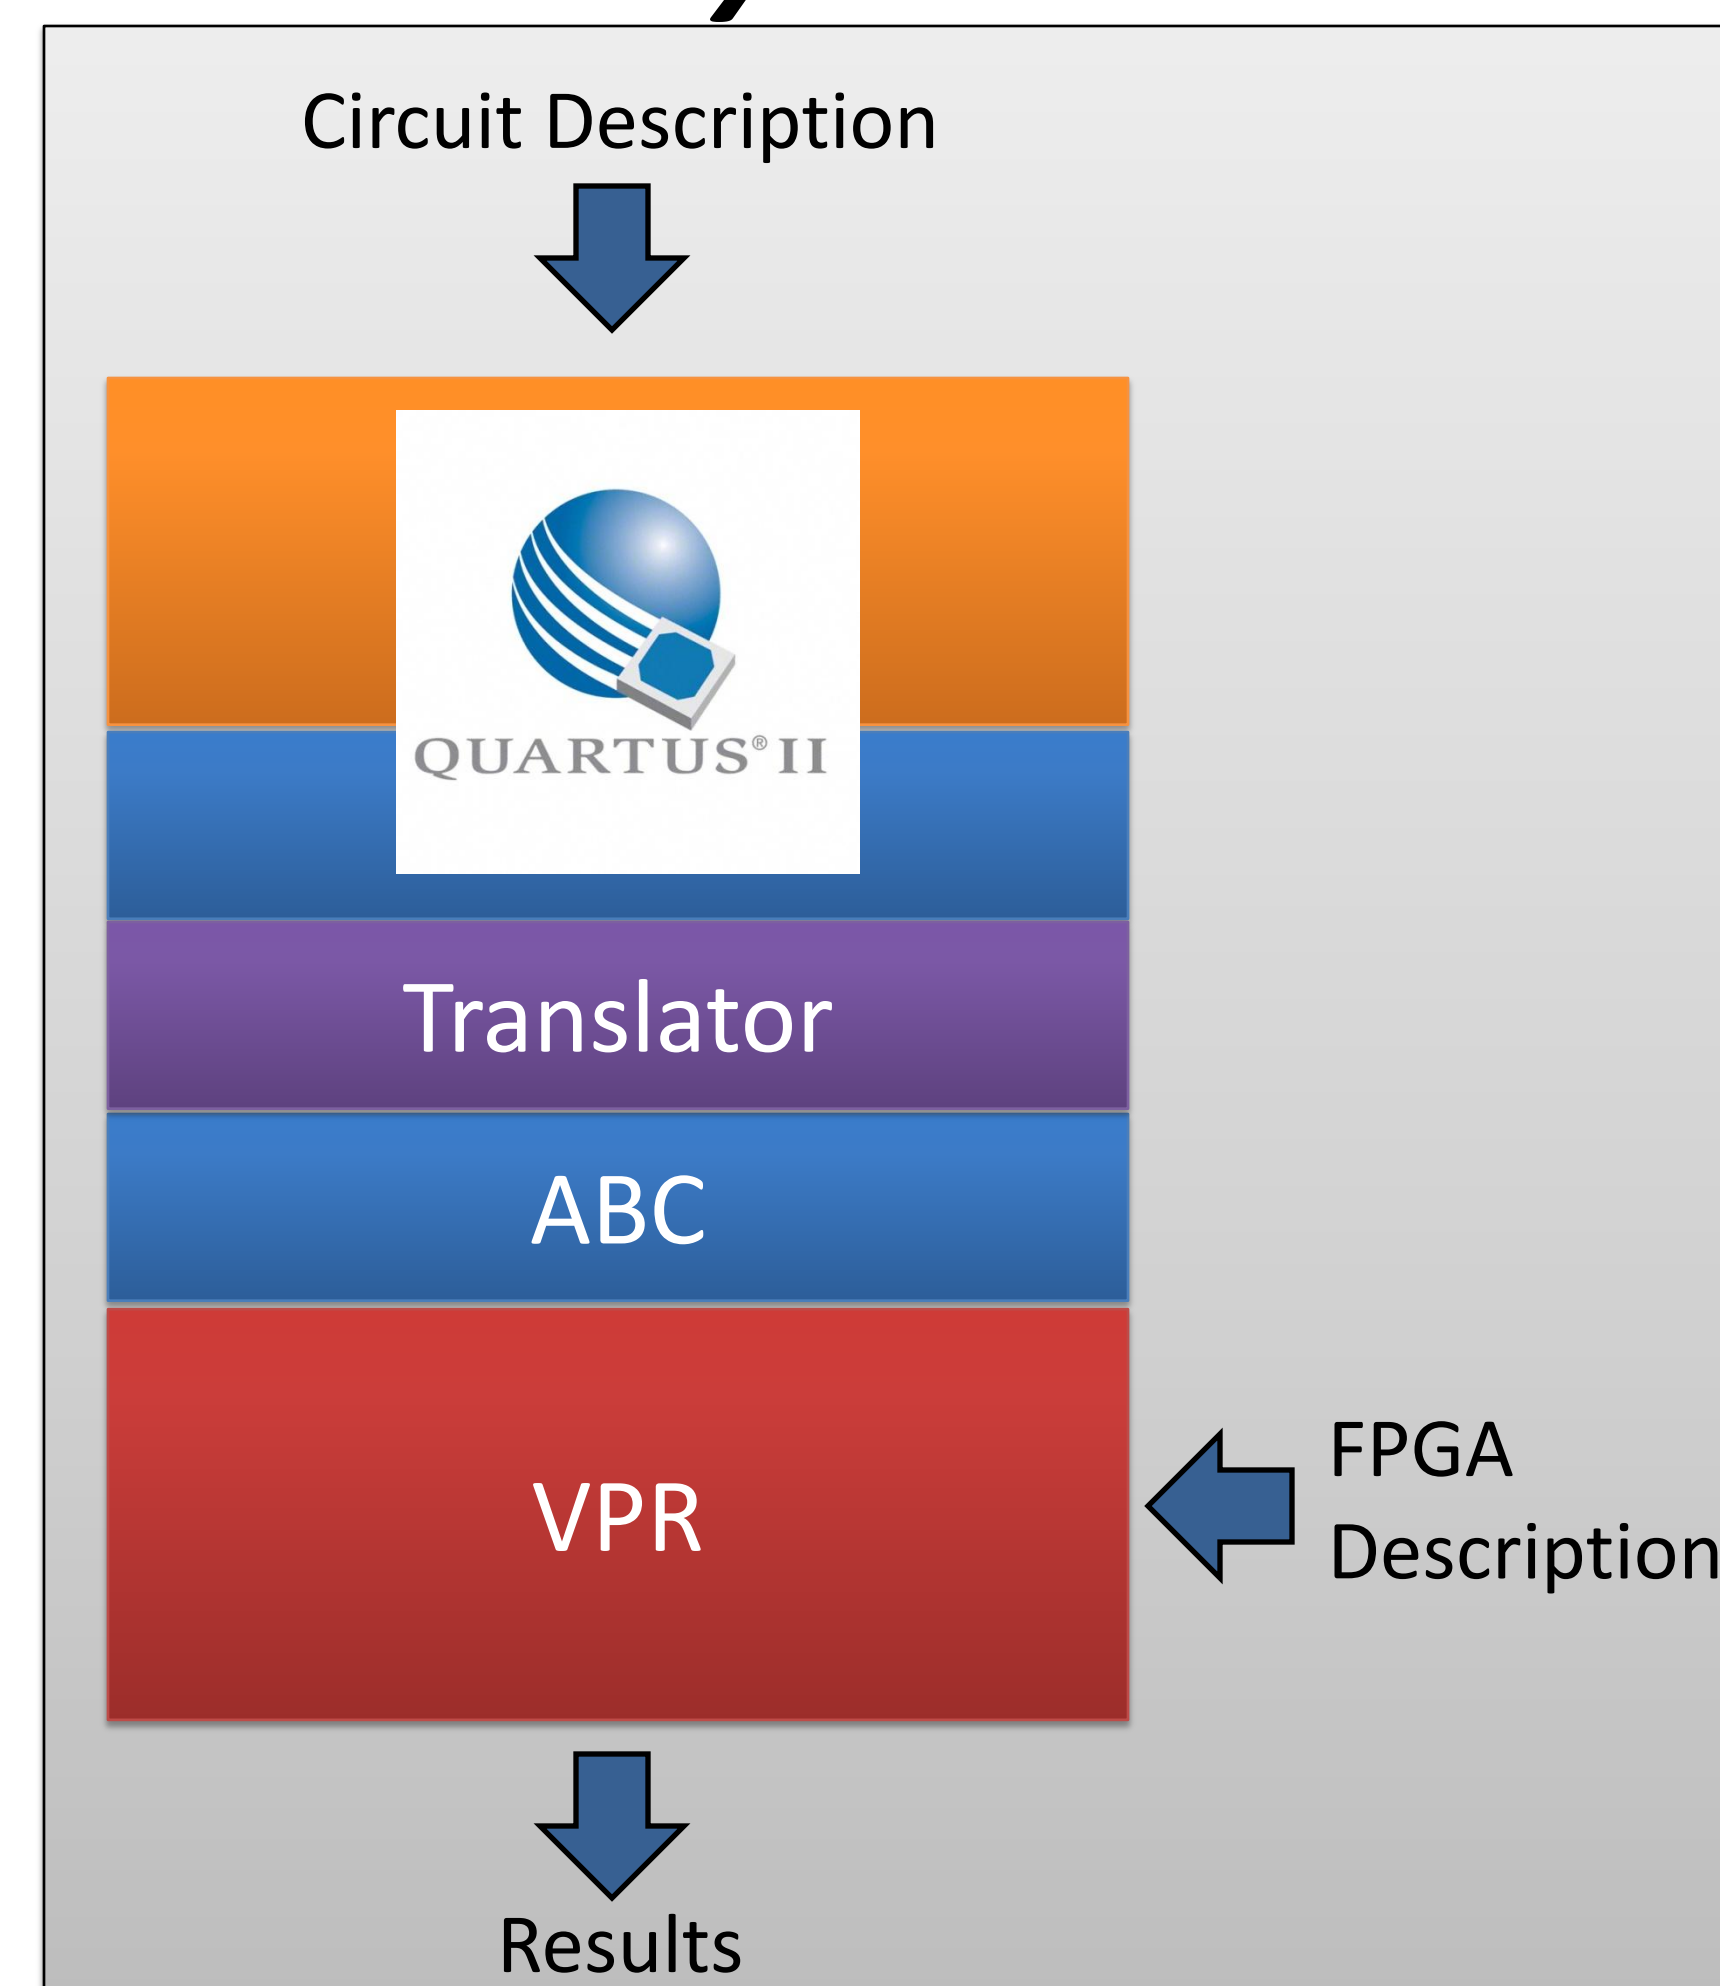 Circuit Description
QUARTUS® II
Translator
ABC
VPR
FPGA
Description
Results